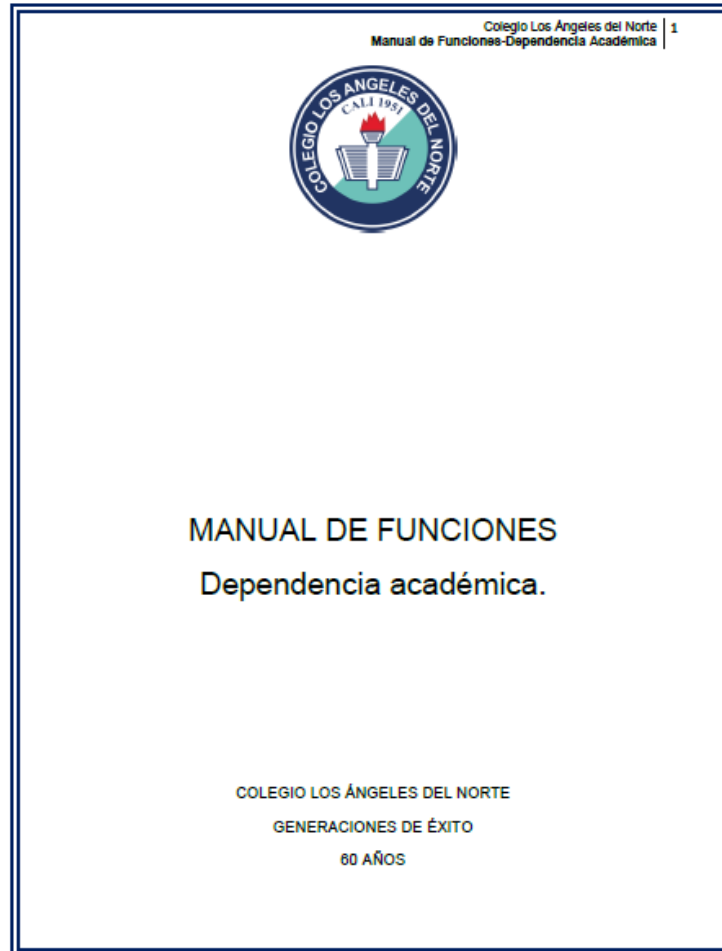 Colegio Los Ángeles del Norte 1
Manual de Funciones-Dependencia Académica
COLEGIO LOS ANGELES DEL NORTE
CALI 1951
MANUAL DE FUNCIONES
Dependencia académica.
COLEGIO LOS ÁNGELES DEL NORTE
GENERACIONES DE ÉXITO
60 AÑOS